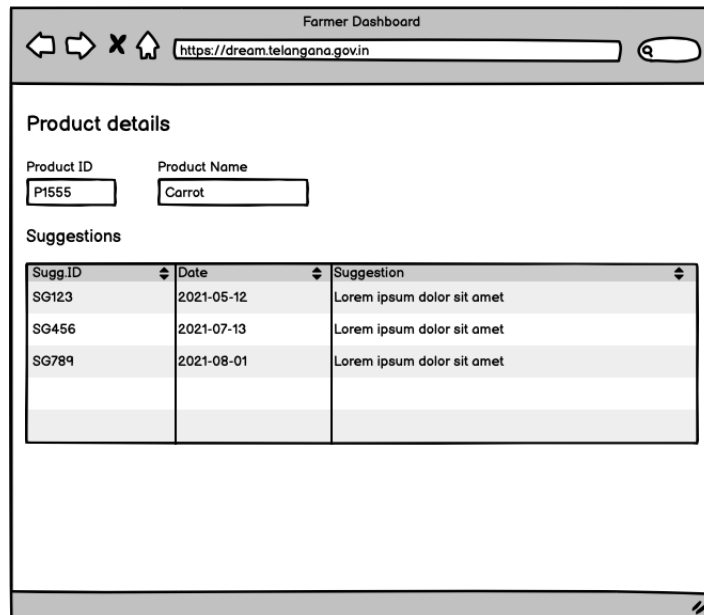 Farmer Dashboard
https://dream.telangana.gov.in
Product details
Product ID Product Name
P1555 Carrot
Suggestions
Sugg.ID Date Suggestion
SG123 2021-05-12 Lorem ipsum dolor sit amet
SG456 2021-07-13 Lorem ipsum dolor sit amet
SG789 2021-08-01 Lorem ipsum dolor sit amet